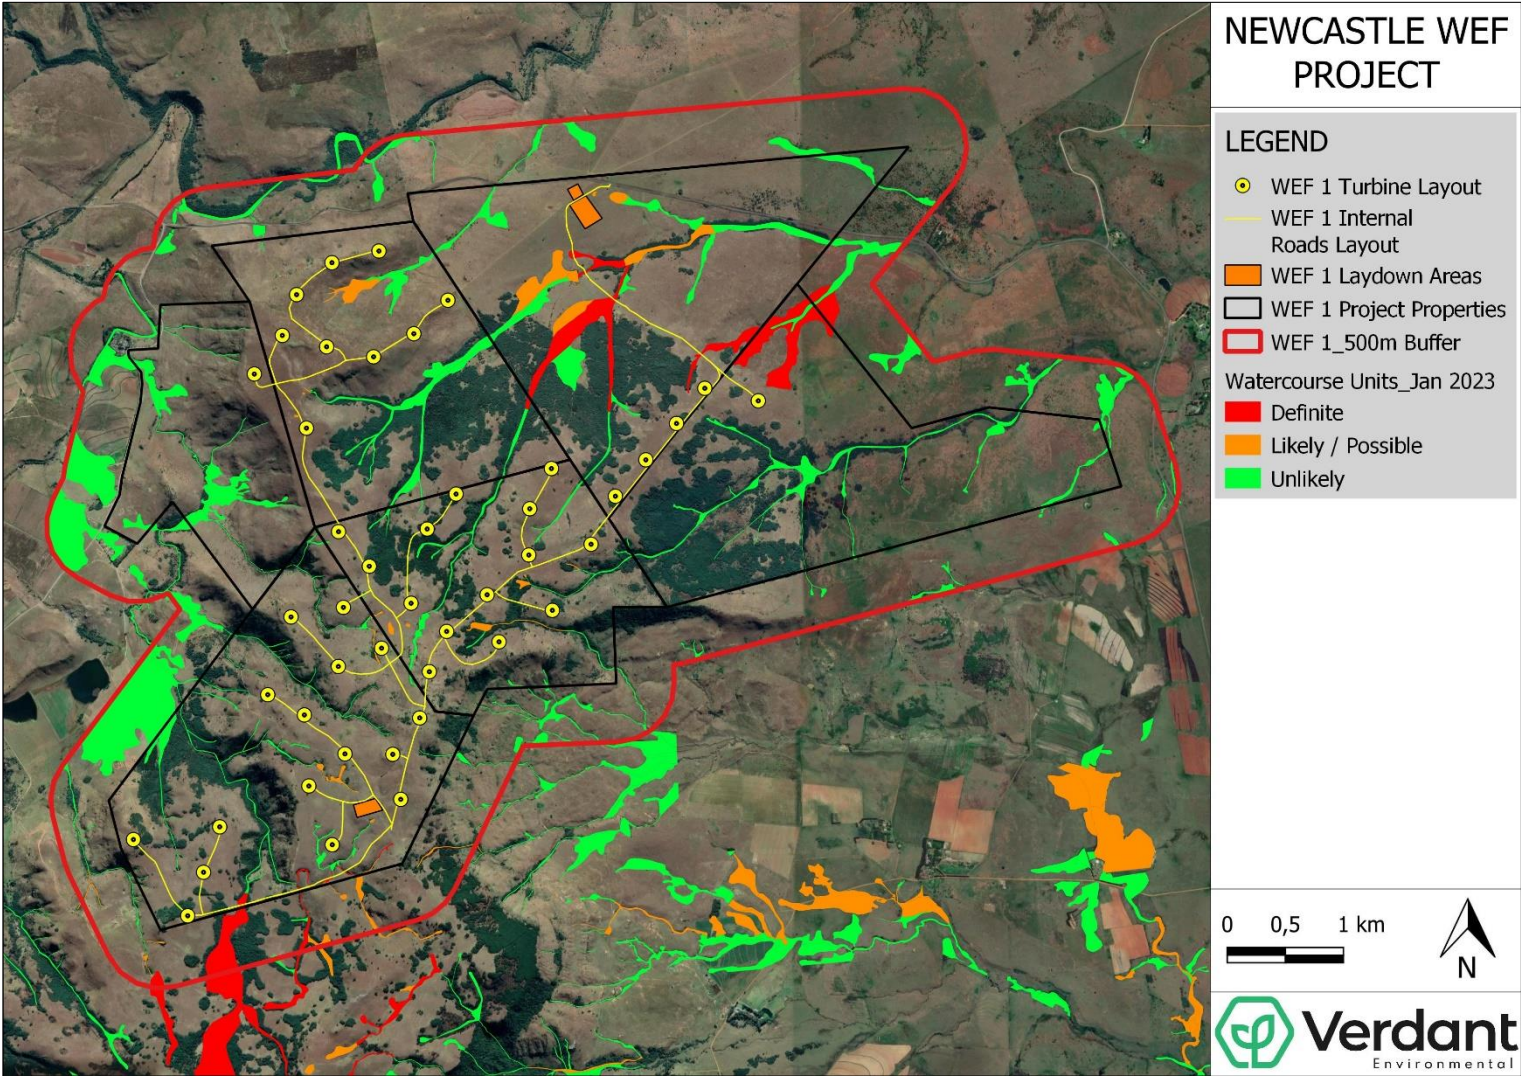 NEWCASTLE WEF
PROJECT
LEGEND
WEF 1 Turbine Layout
WEF 1 Internal
Roads Layout
WEF 1 Laydown Areas
WEF 1 Project Properties
WEF 1_500m Buffer
Watercourse Units_Jan 2023
Definite
Likely / Possible
Unlikely
0 0,5 1 km
N
Verdant
Environmental